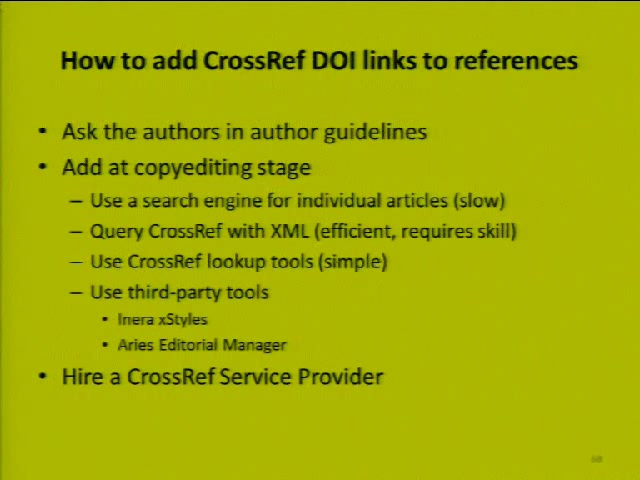 How to add CrossRef DOI links to references
• Ask the authors in author guidelines
• Add at copyediting stage
– Use a search engine for individual articles (slow)
– Query CrossRef with XML (efficient, requires skill)
– Use CrossRef lookup tools (simple)
– Use third-party tools
• Inera xStyles
• Aries Editorial Manager
• Hire a CrossRef Service Provider